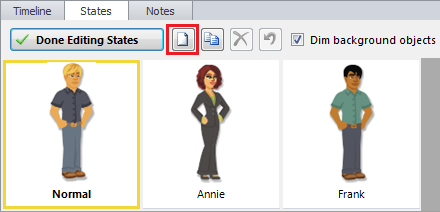 Timeline States Notes
Done Editing States Dim background objects
Normal Annie Frank